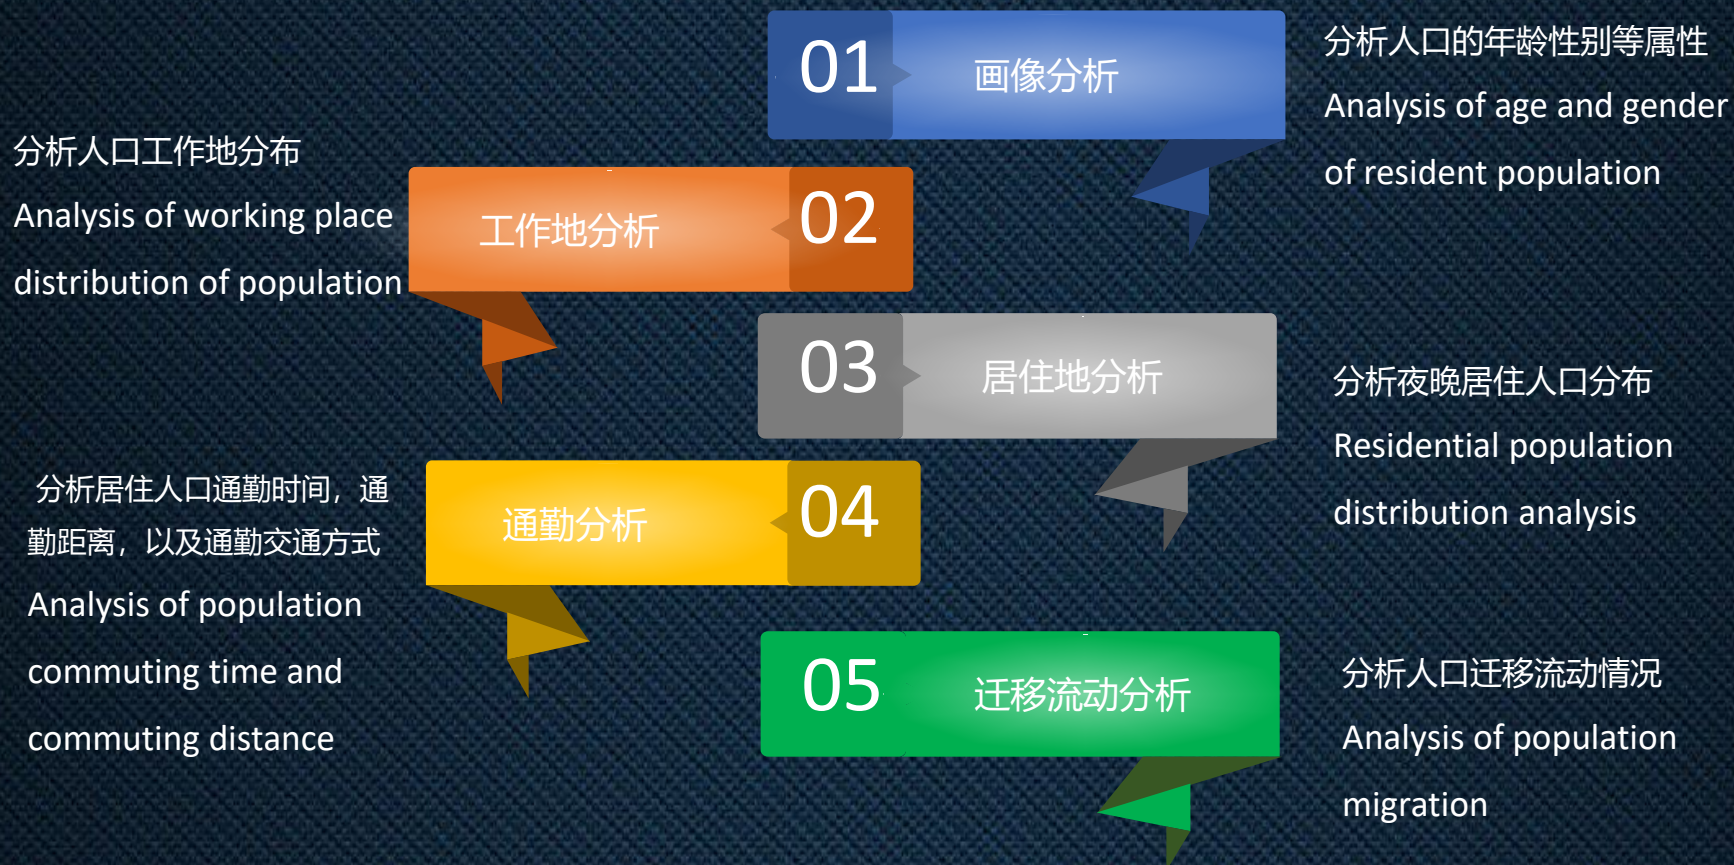 01
画像分析
分析人口的年龄性别等属性
Analysis of age and gender
of resident population
分析人口工作地分布
Analysis of working place
distribution of population
工作地分析
02
03
居住地分析
分析夜晚居住人口分布
Residential population
distribution analysis
分析居住人口通勤时间，通
勤距离，以及通勤交通方式
Analysis of population
commuting time and
commuting distance
通勤分析
04
05
迁移流动分析
分析人口迁移流动情况
Analysis of population
migration